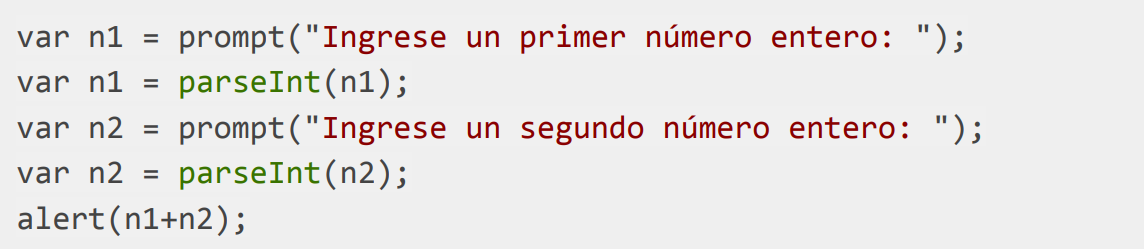 var n1 = prompt("Ingrese un primer número entero: ");
var n1 = parseInt(n1);
var n2 = prompt("Ingrese un segundo número entero: ");
var n2 = parseInt(n2);
alert(n1+n2);